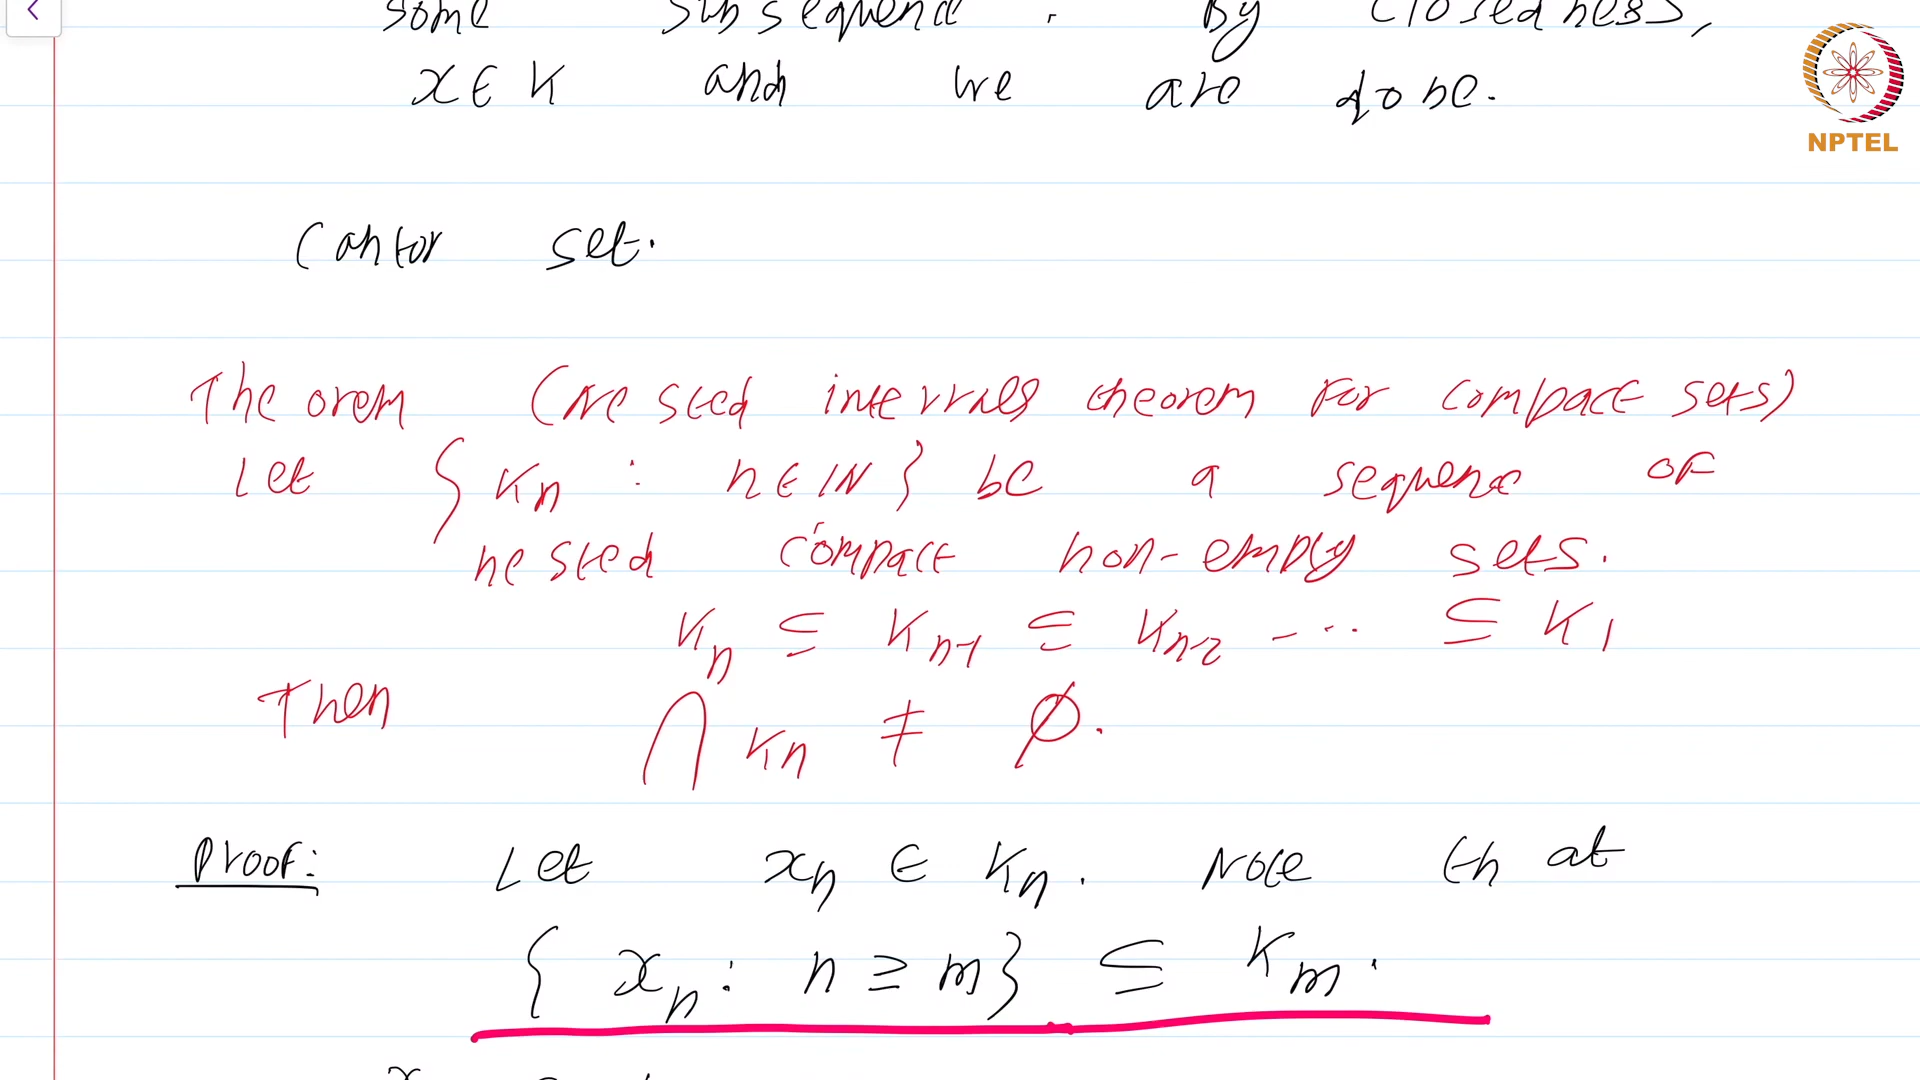 some subsequence. By closedness,
x ∈ K and we are done.
NPTEL
Cantor set.
Theorem (Nested intervals theorem for compact sets)
Let { Kn : n ∈ IN } be a sequence of
nested compact non-empty sets.
Kn ⊆ Kn-1 ⊆ Kn-2 - ... ⊆ K1
Then ⋂ Kn ≠ ∅.
Proof: Let xn ∈ Kn. Note that
{ xn : n ≥ m } ⊆ Km.